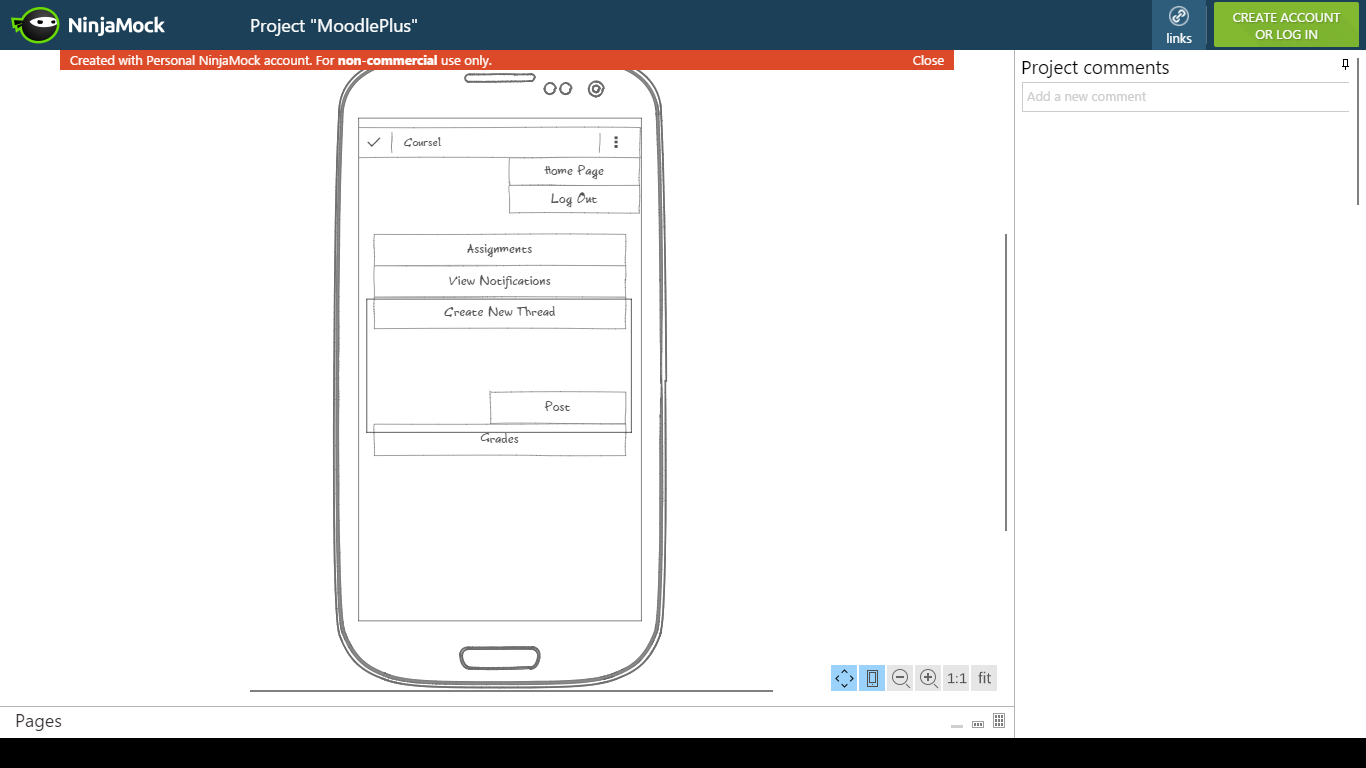 NinjaMock
Project "MoodlePlus"
links
CREATE ACCOUNT
OR LOG IN
Created with Personal NinjaMock account. For non-commercial use only.
Close
Project comments
Add a new comment
Course1
Home Page
Log Out
Assignments
View Notifications
Create New Thread
Post
Grades
1:1
fit
Pages